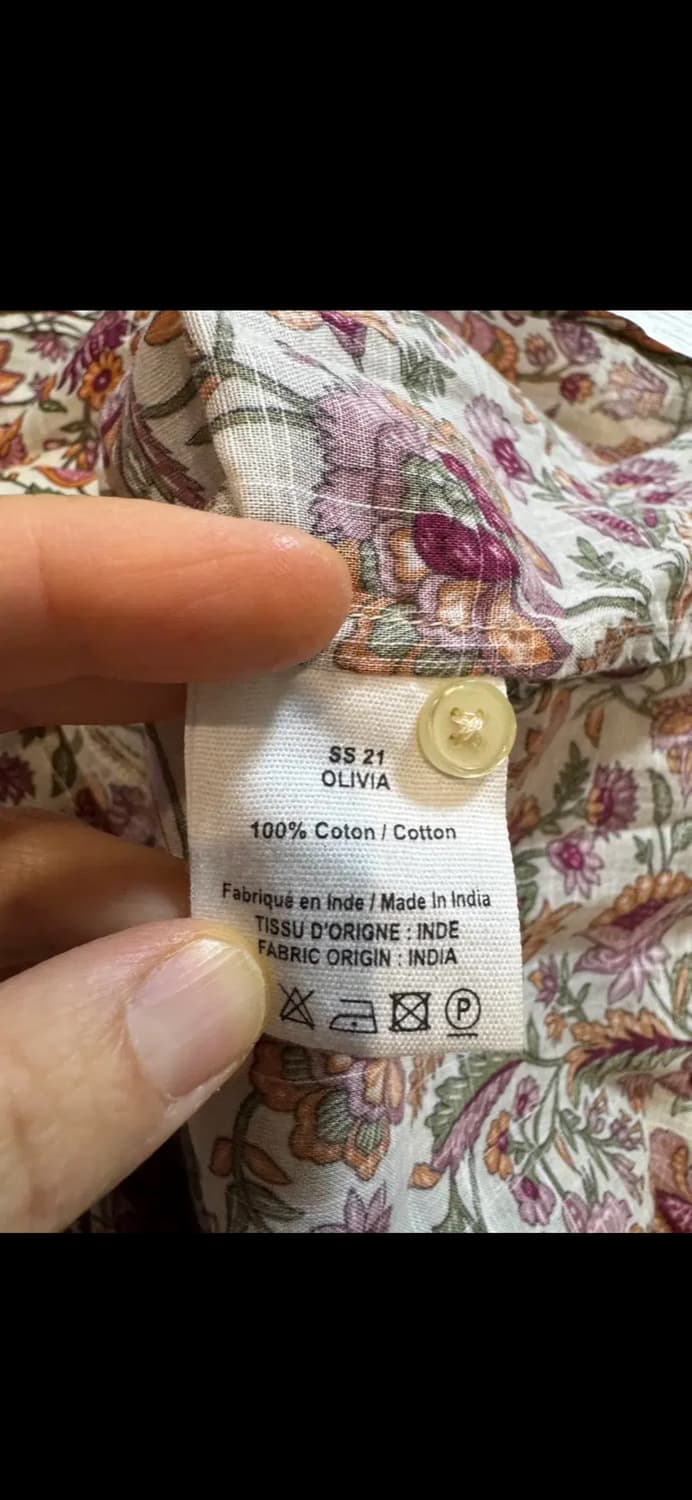 SS 21
OLIVIA
100% Coton / Cotton
Fabriqué en Inde / Made In India
TISSU D'ORIGNE : INDE
FABRIC ORIGIN : INDIA
P